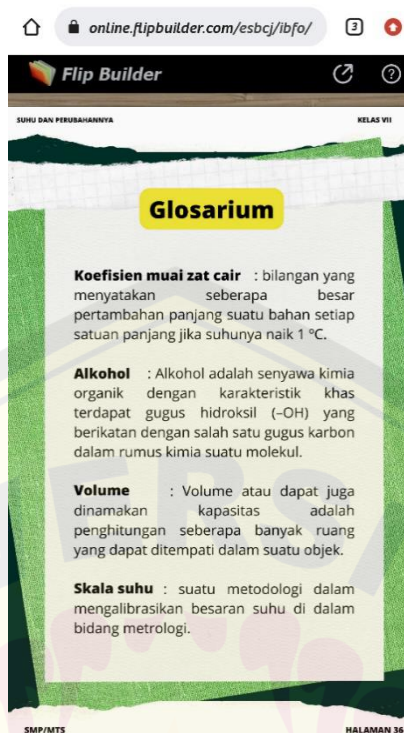 online.flipbuilder.com/esbcj/ibfo/
3
Flip Builder
SUHU DAN PERUBAHANNYA
KELAS VII
Glosarium
Koefisien muai zat cair : bilangan yang
menyatakan seberapa besar
pertambahan panjang suatu bahan setiap
satuan panjang jika suhunya naik 1 °C.
Alkohol : Alkohol adalah senyawa kimia
organik dengan karakteristik khas
terdapat gugus hidroksil (–OH) yang
berikatan dengan salah satu gugus karbon
dalam rumus kimia suatu molekul.
Volume : Volume atau dapat juga
dinamakan kapasitas adalah
penghitungan seberapa banyak ruang
yang dapat ditempati dalam suatu objek.
Skala suhu : suatu metodologi dalam
mengalibrasikan besaran suhu di dalam
bidang metrologi.
SMP/MTS
HALAMAN 36